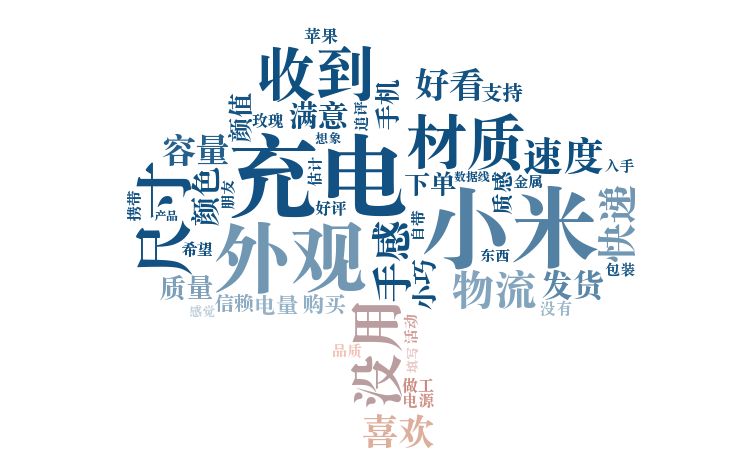 苹果
收到
好看
支持
手机
颜值
玫瑰
满意
追评
想象
容量
充电
材质
速度
入手
尺寸
颜色
朋友
估计
下单
数据线
质感
金属
携带
产品
好评
自带
小米
快递
希望
外观
手感
小巧
东西
包装
质量
物流
发货
感觉
信赖
电量
购买
没有
没用
活动
品质
填写
做工
电源
喜欢